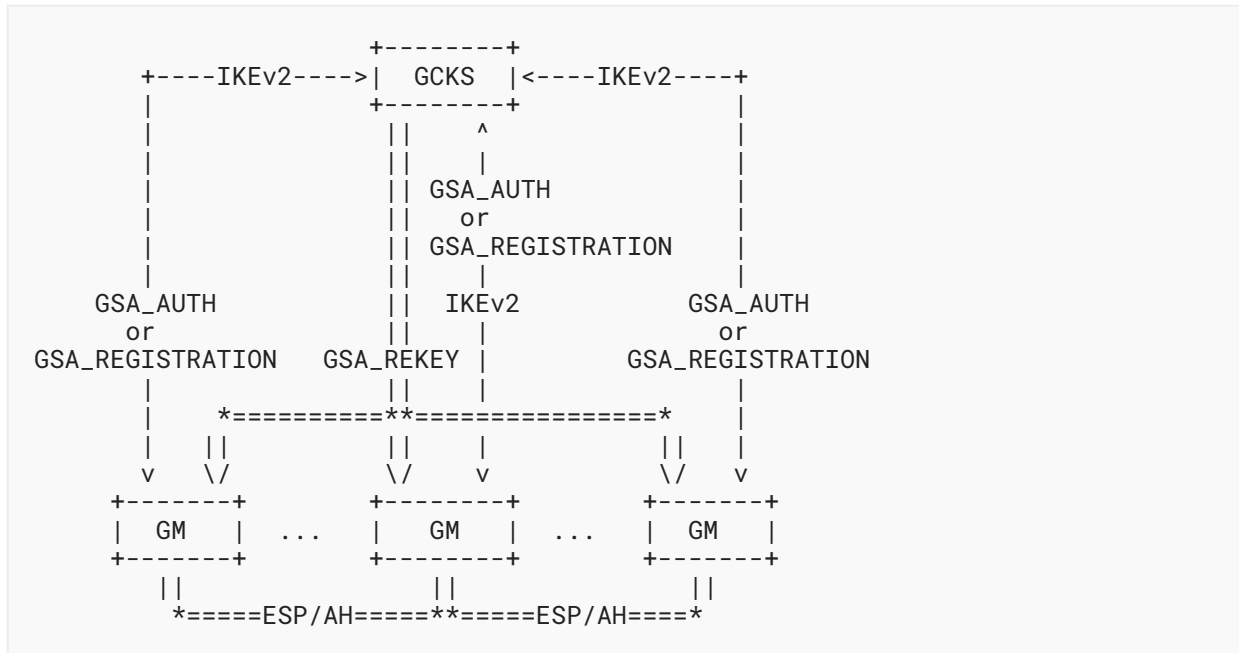 +--------+
+----IKEv2---->|  GCKS  |<----IKEv2----+
|              +--------+              |
|               ||    ^                |
|               ||    |                |
|               || GSA_AUTH            |
|               ||   or                |
|               || GSA_REGISTRATION    |
|               ||    |                |
GSA_AUTH           ||  IKEv2           GSA_AUTH
or              ||    |               or
GSA_REGISTRATION   GSA_REKEY |         GSA_REGISTRATION
|               ||    |                |
|    *==========**================*    |
|   ||          ||    |           ||   |
v   \/          \/    v           \/   v
+-------+        +--------+        +-------+
|  GM   |  ...   |   GM   |  ...   |  GM   |
+-------+        +--------+        +-------+
||                ||               ||
*=====ESP/AH=====**=====ESP/AH====*